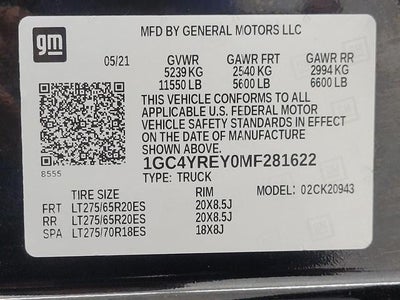 gm
MFD BY GENERAL MOTORS LLC
05/21 GVWR GAWR FRT GAWR RR
5239 KG 2540 KG 2994 KG
11550 LB 5600 LB 6600 LB
THIS VEHICLE CONFORMS TO ALL
APPLICABLE U.S. FEDERAL MOTOR
VEHICLE SAFETY STANDARDS IN EFFECT
ON THE DATE OF MANUFACTURE
SHOWN ABOVE.
8555
1GC4YREY0MF281622
TYPE: TRUCK
TIRE SIZE RIM MODEL: 02CK20943
FRT LT275/65R20ES 20X8.5J
RR LT275/65R20ES 20X8.5J
SPA LT275/70R18ES 18X8J